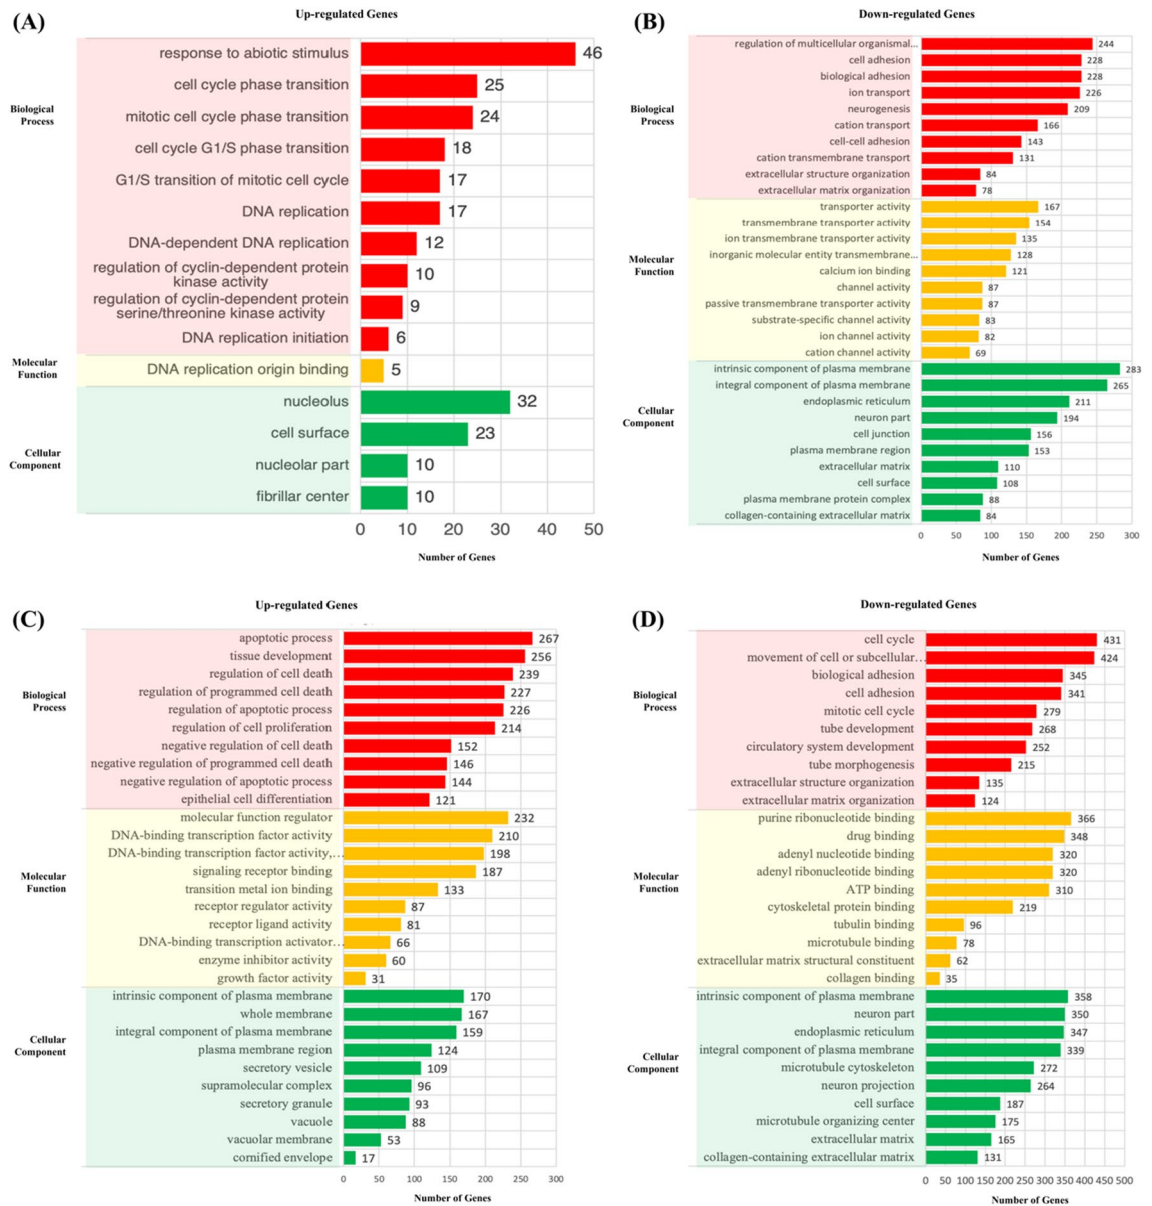 (A)
Up-regulated Genes
Biological
Process
response to abiotic stimulus 46
cell cycle phase transition 25
mitotic cell cycle phase transition 24
cell cycle G1/S phase transition 18
G1/S transition of mitotic cell cycle 17
DNA replication 17
DNA-dependent DNA replication 12
regulation of cyclin-dependent protein
kinase activity 10
regulation of cyclin-dependent protein
serine/threonine kinase activity 9
DNA replication initiation 6
Molecular
Function
DNA replication origin binding 5
Cellular
Component
nucleolus 32
cell surface 23
nucleolar part 10
fibrillar center 10
0 10 20 30 40 50
Number of Genes
(B)
Down-regulated Genes
Biological
Process
regulation of multicellular organismal... 244
cell adhesion 228
biological adhesion 228
ion transport 226
neurogenesis 209
cation transport 166
cell-cell adhesion 143
cation transmembrane transport 131
extracellular structure organization 84
extracellular matrix organization 78
Molecular
Function
transporter activity 167
transmembrane transporter activity 154
ion transmembrane transporter activity 135
inorganic molecular entity transmembrane... 128
calcium ion binding 121
channel activity 87
passive transmembrane transporter activity 87
substrate-specific channel activity 83
ion channel activity 82
cation channel activity 69
Cellular
Component
intrinsic component of plasma membrane 283
integral component of plasma membrane 265
endoplasmic reticulum 211
neuron part 194
cell junction 156
plasma membrane region 153
extracellular matrix 110
cell surface 108
plasma membrane protein complex 88
collagen-containing extracellular matrix 84
0 50 100 150 200 250 300
Number of Genes
(C)
Up-regulated Genes
Biological
Process
apoptotic process 267
tissue development 256
regulation of cell death 239
regulation of programmed cell death 227
regulation of apoptotic process 226
regulation of cell proliferation 214
negative regulation of cell death 152
negative regulation of programmed cell death 146
negative regulation of apoptotic process 144
epithelial cell differentiation 121
Molecular
Function
molecular function regulator 232
DNA-binding transcription factor activity 210
DNA-binding transcription factor activity,... 198
signaling receptor binding 187
transition metal ion binding 133
receptor regulator activity 87
receptor ligand activity 81
DNA-binding transcription activator... 66
enzyme inhibitor activity 60
growth factor activity 31
Cellular
Component
intrinsic component of plasma membrane 170
whole membrane 167
integral component of plasma membrane 159
plasma membrane region 124
secretory vesicle 109
supramolecular complex 96
secretory granule 93
vacuole 88
vacuolar membrane 53
cornified envelope 17
0 50 100 150 200 250 300
Number of Genes
(D)
Down-regulated Genes
Biological
Process
cell cycle 431
movement of cell or subcellular... 424
biological adhesion 345
cell adhesion 341
mitotic cell cycle 279
tube development 268
circulatory system development 252
tube morphogenesis 215
extracellular structure organization 135
extracellular matrix organization 124
Molecular
Function
purine ribonucleotide binding 366
drug binding 348
adenyl nucleotide binding 320
adenyl ribonucleotide binding 320
ATP binding 310
cytoskeletal protein binding 219
tubulin binding 96
microtubule binding 78
extracellular matrix structural constituent 62
collagen binding 35
Cellular
Component
intrinsic component of plasma membrane 358
neuron part 350
endoplasmic reticulum 347
integral component of plasma membrane 339
microtubule cytoskeleton 272
neuron projection 264
cell surface 187
microtubule organizing center 175
extracellular matrix 165
collagen-containing extracellular matrix 131
0 50 100 150 200 250 300 350 400 450 500
Number of Genes